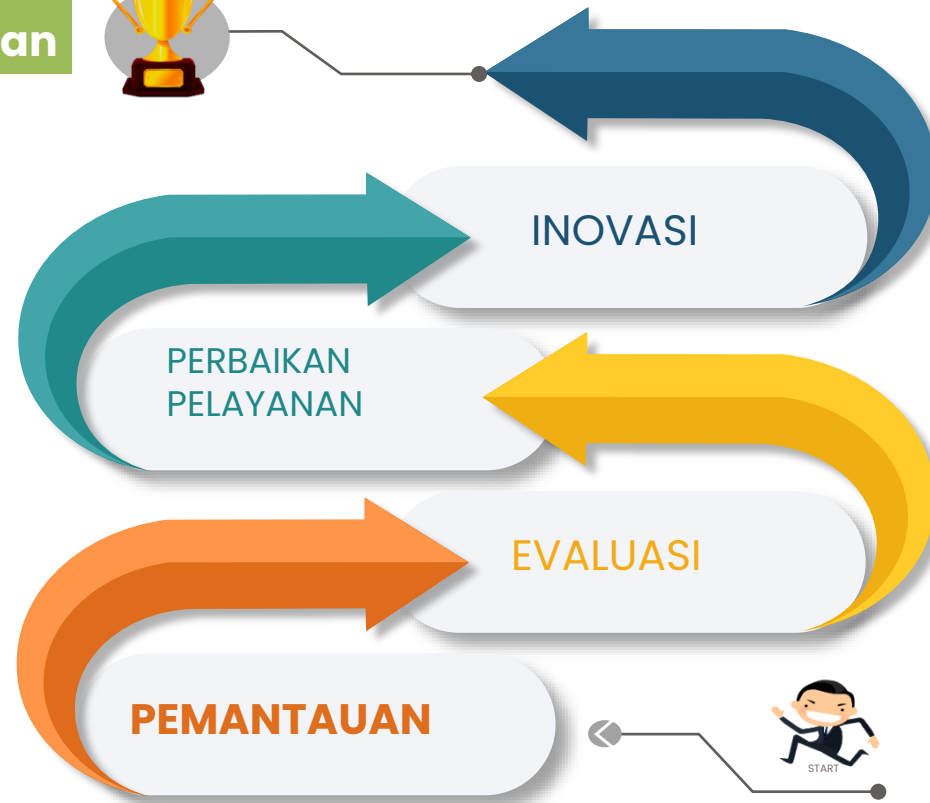 an
INOVASI
PERBAIKAN
PELAYANAN
EVALUASI
PEMANTAUAN
START